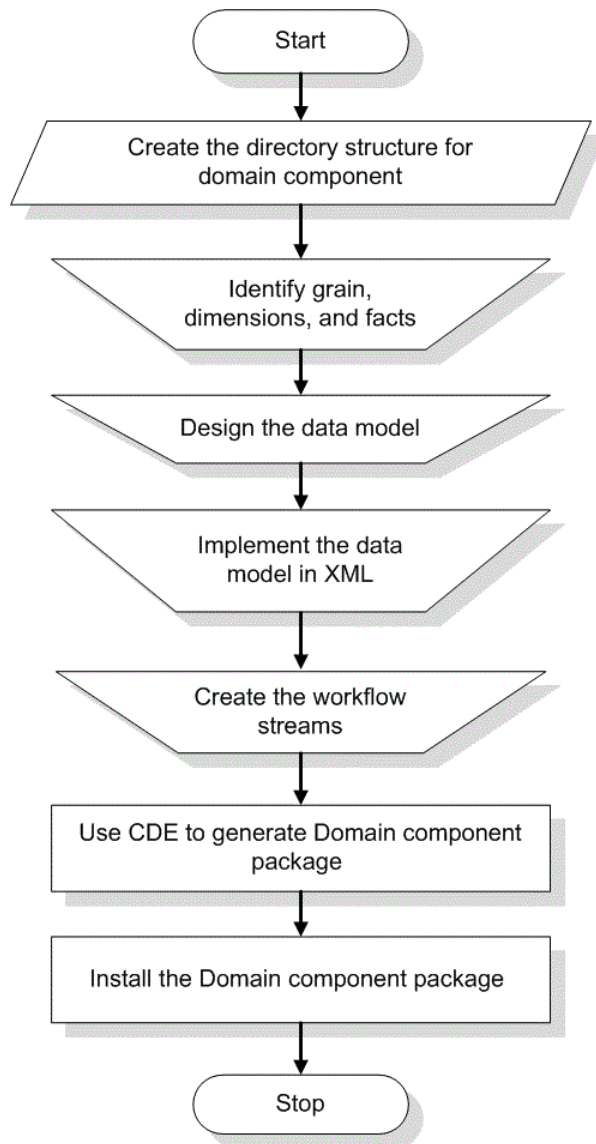 Start
Create the directory structure for
domain component
Identify grain,
dimensions, and facts
Design the data model
Implement the data
model in XML
Create the workflow
streams
Use CDE to generate Domain component
package
Install the Domain component package
Stop